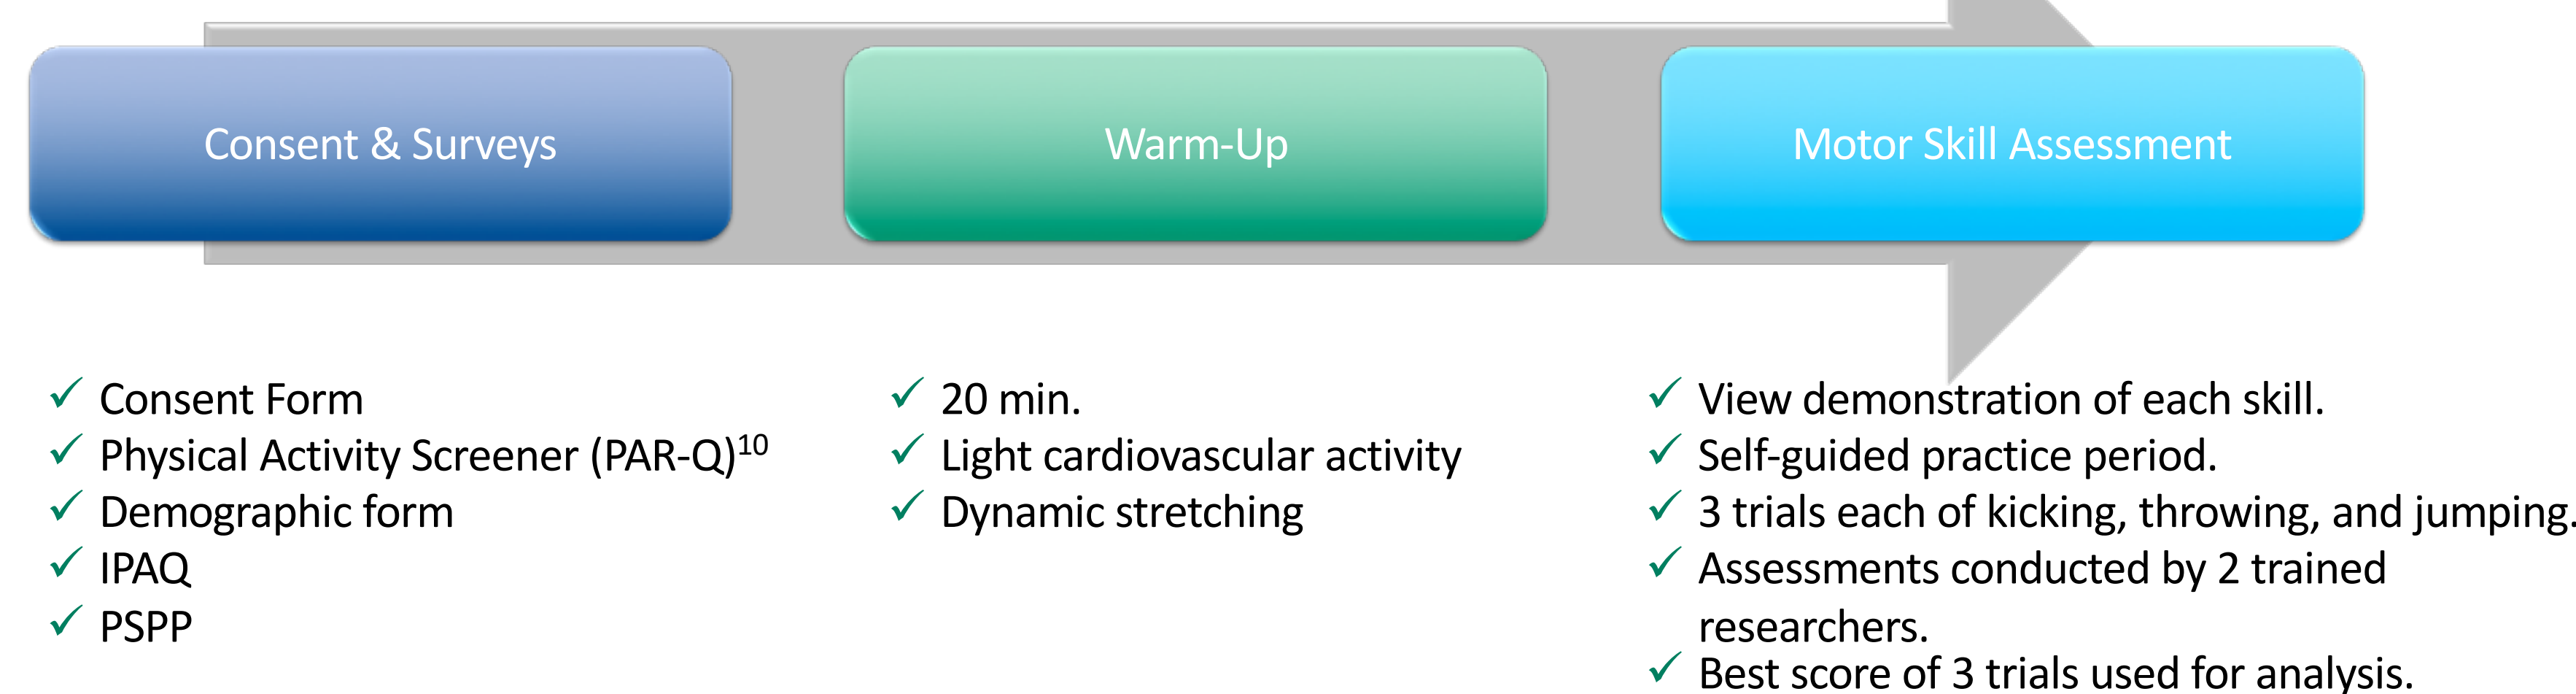 Consent & Surveys
Warm-Up
Motor Skill Assessment
✓ Consent Form
✓ Physical Activity Screener (PAR-Q)¹⁰
✓ Demographic form
✓ IPAQ
✓ PSPP
✓ 20 min.
✓ Light cardiovascular activity
✓ Dynamic stretching
✓ View demonstration of each skill.
✓ Self-guided practice period.
✓ 3 trials each of kicking, throwing, and jumping.
✓ Assessments conducted by 2 trained
researchers.
✓ Best score of 3 trials used for analysis.